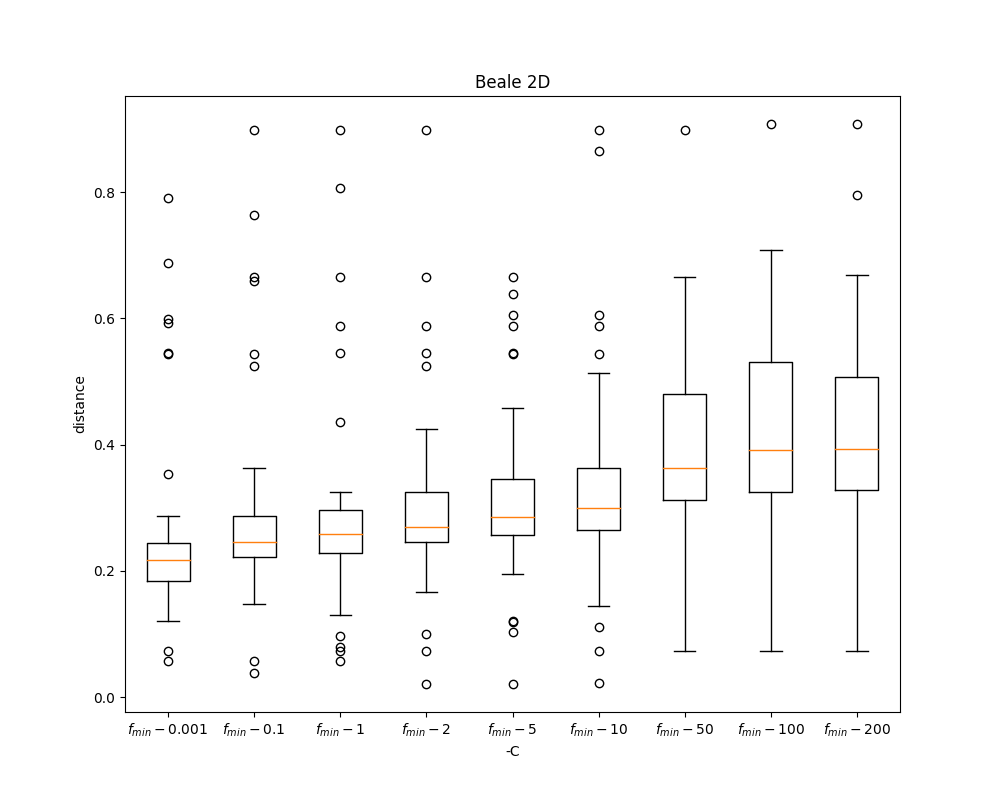 Beale 2D
distance
0.8
0.6
0.4
0.2
0.0
f_min − 0.001 f_min − 0.1 f_min − 1 f_min − 2 f_min − 5 f_min − 10 f_min − 50 f_min − 100 f_min − 200
-C